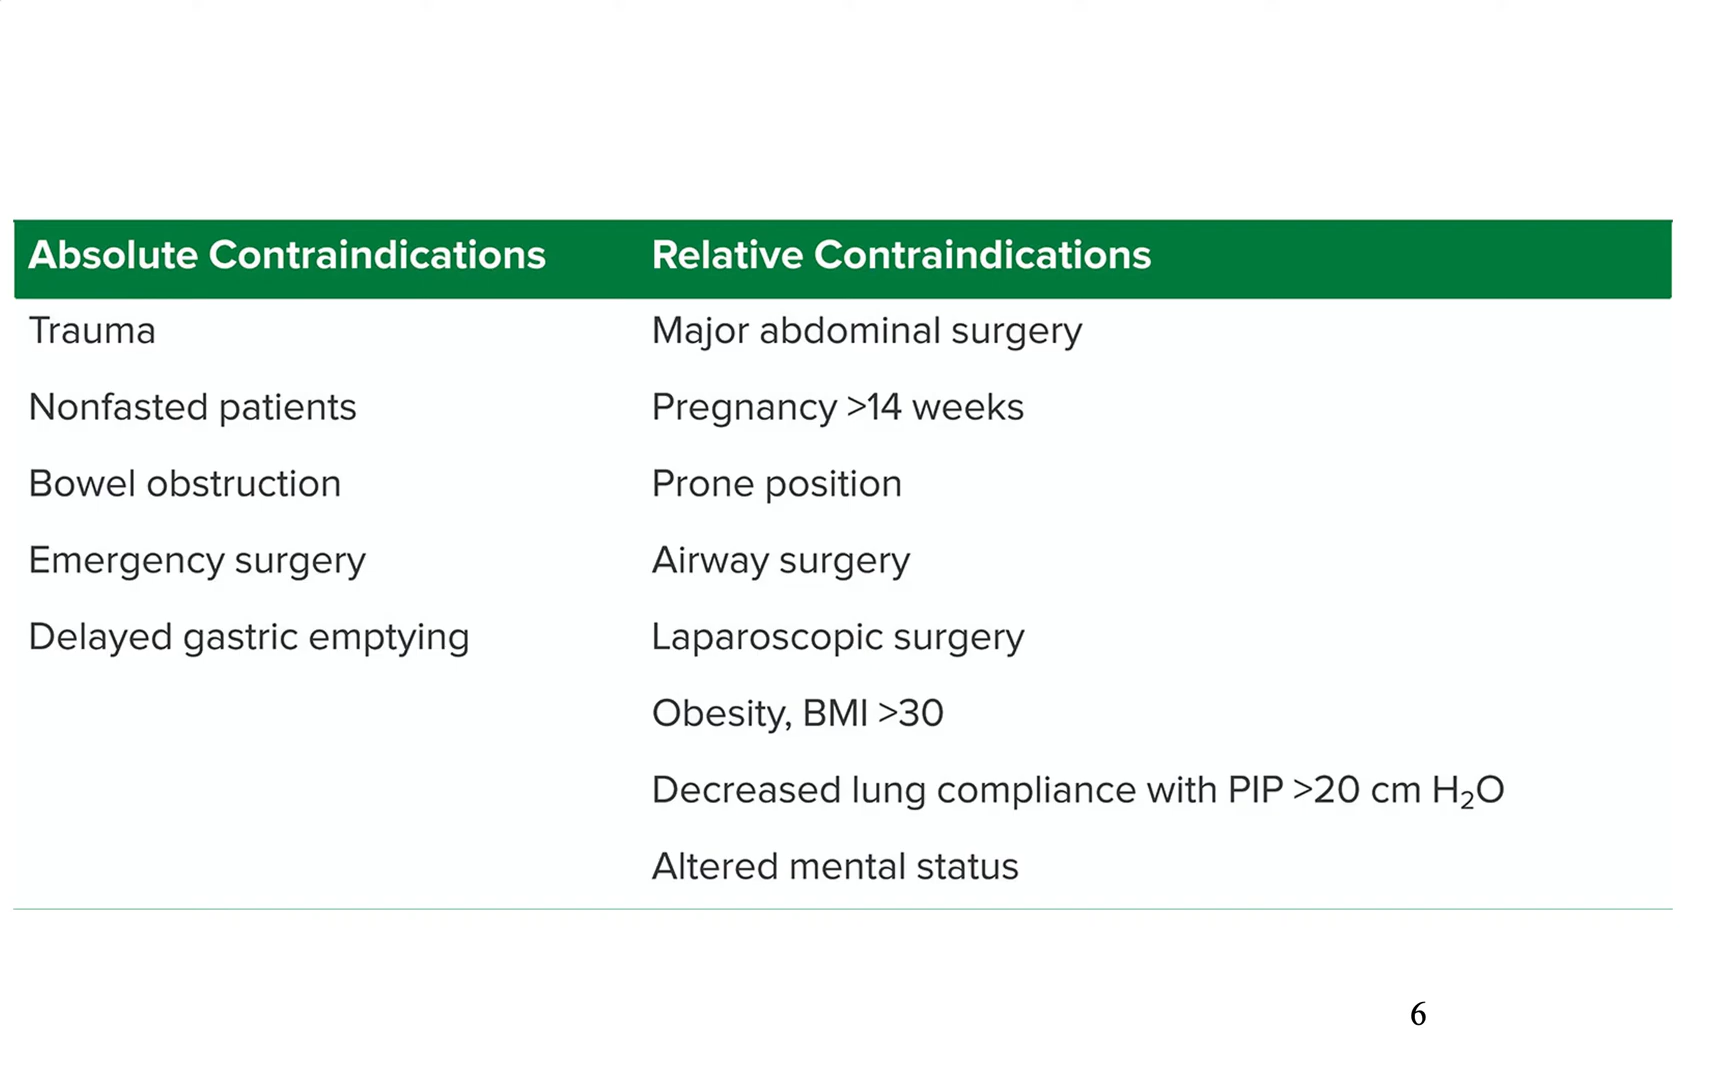 Absolute Contraindications Relative Contraindications
Trauma Major abdominal surgery
Nonfasted patients Pregnancy >14 weeks
Bowel obstruction Prone position
Emergency surgery Airway surgery
Delayed gastric emptying Laparoscopic surgery
Obesity, BMI >30
Decreased lung compliance with PIP >20 cm H₂O
Altered mental status
6